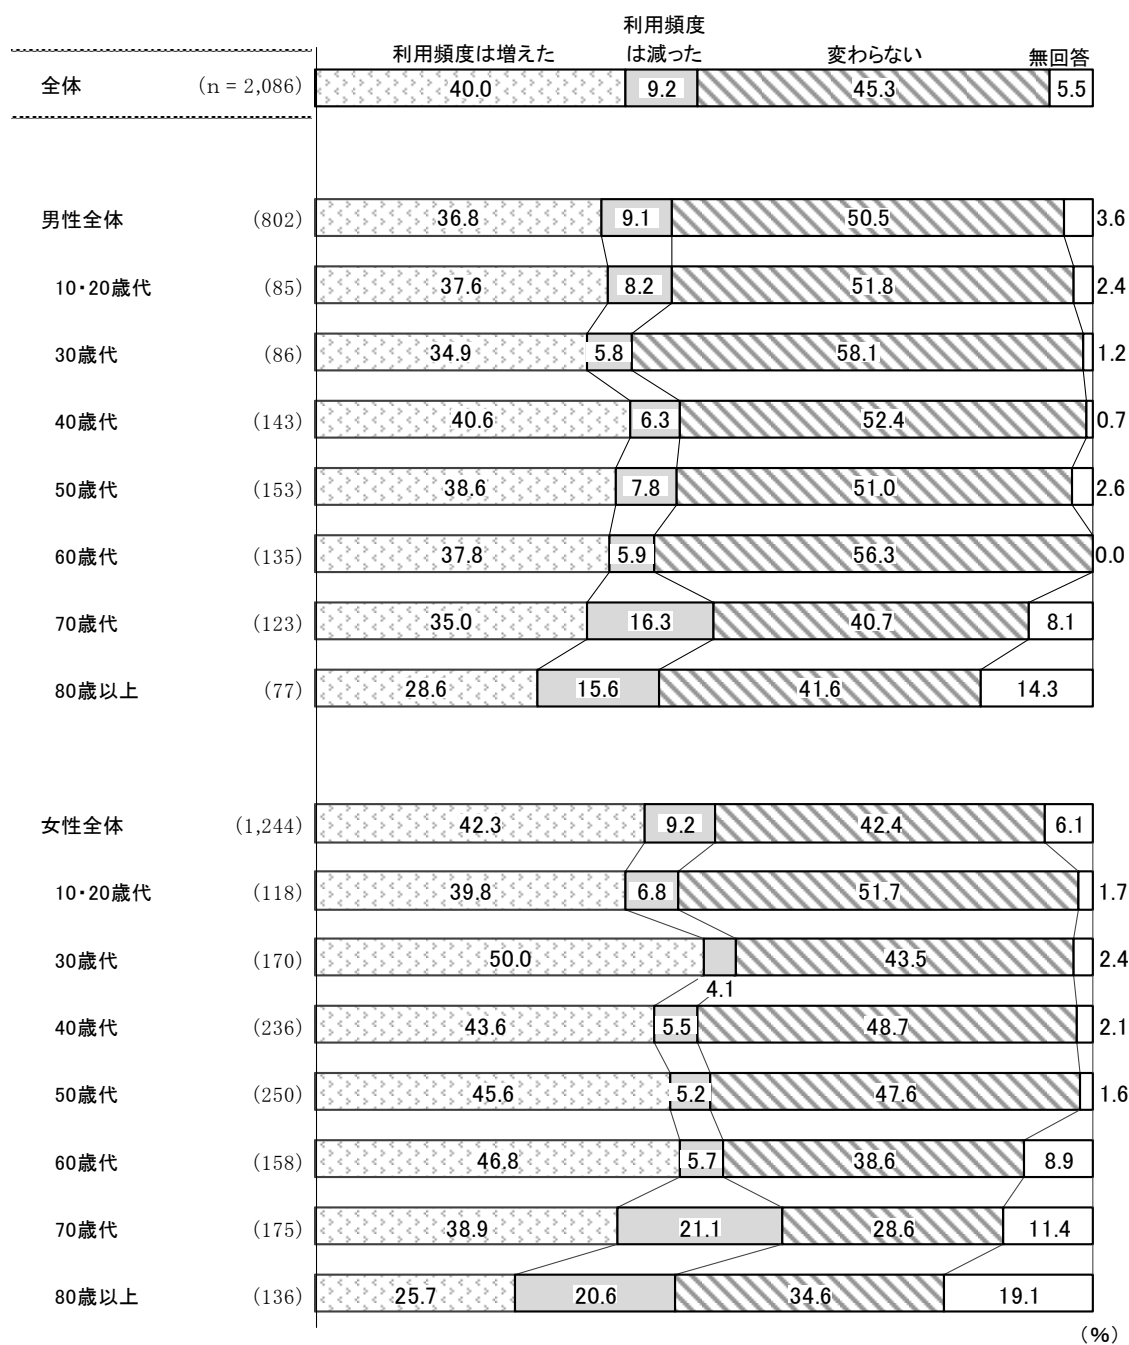 利用頻度は増えた 利用頻度は減った 変わらない 無回答
全体 (n = 2,086) 40.0 9.2 45.3 5.5
男性全体 (802) 36.8 9.1 50.5 3.6
10・20歳代 (85) 37.6 8.2 51.8 2.4
30歳代 (86) 34.9 5.8 58.1 1.2
40歳代 (143) 40.6 6.3 52.4 0.7
50歳代 (153) 38.6 7.8 51.0 2.6
60歳代 (135) 37.8 5.9 56.3 0.0
70歳代 (123) 35.0 16.3 40.7 8.1
80歳以上 (77) 28.6 15.6 41.6 14.3
女性全体 (1,244) 42.3 9.2 42.4 6.1
10・20歳代 (118) 39.8 6.8 51.7 1.7
30歳代 (170) 50.0 4.1 43.5 2.4
40歳代 (236) 43.6 5.5 48.7 2.1
50歳代 (250) 45.6 5.2 47.6 1.6
60歳代 (158) 46.8 5.7 38.6 8.9
70歳代 (175) 38.9 21.1 28.6 11.4
80歳以上 (136) 25.7 20.6 34.6 19.1
(%)